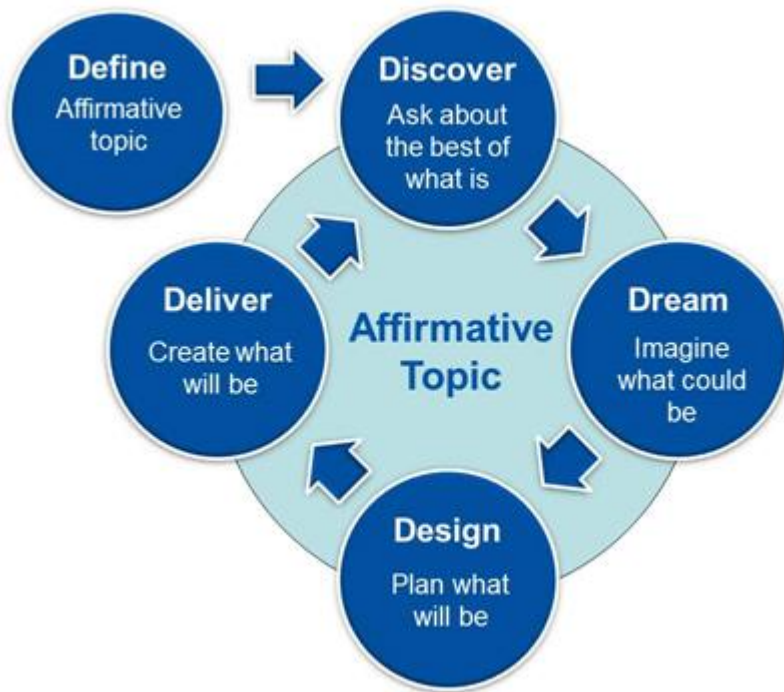 Define
Affirmative
topic
Discover
Ask about
the best of
what is
Dream
Imagine
what could
be
Design
Plan what
will be
Deliver
Create what
will be
Affirmative
Topic